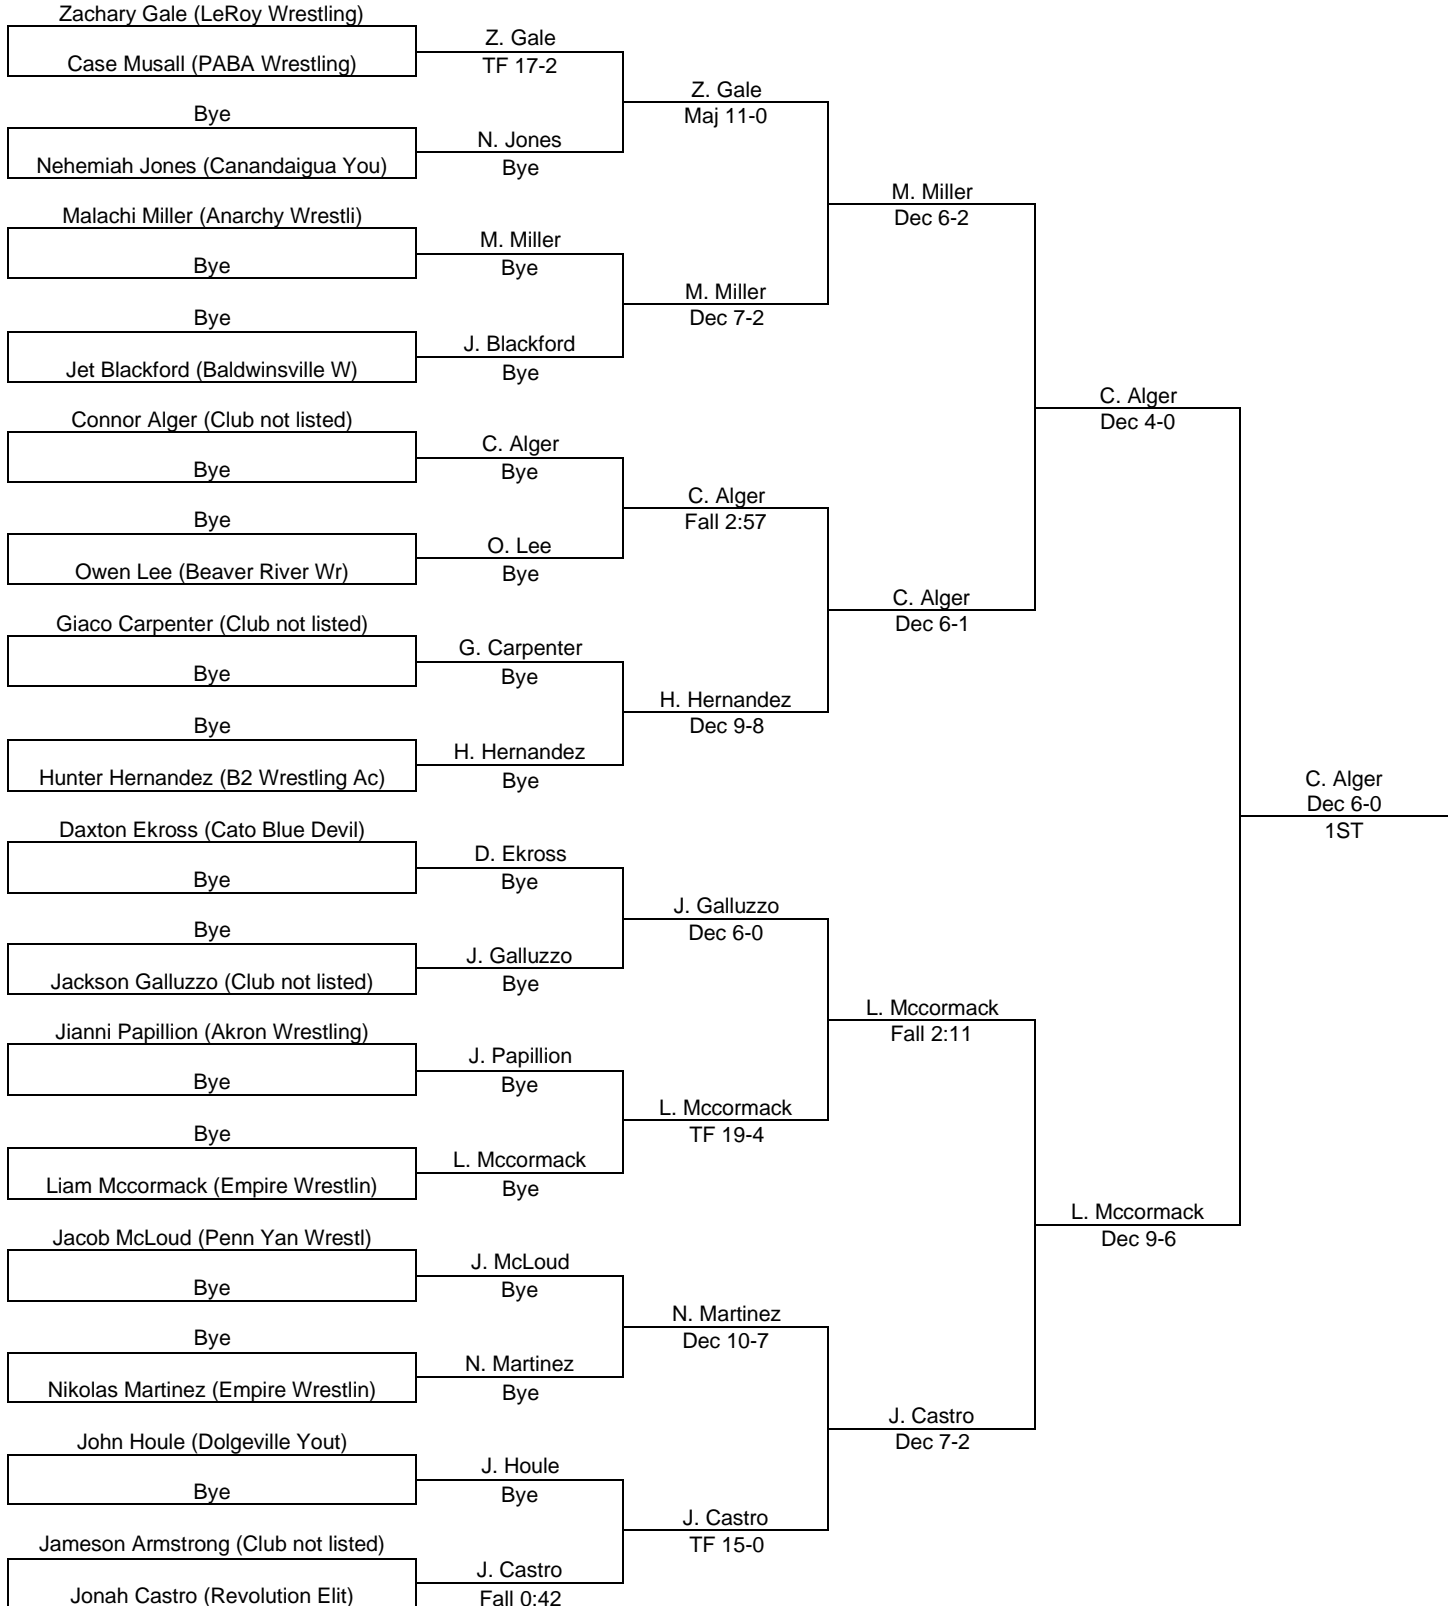 Zachary Gale (LeRoy Wrestling)
Case Musall (PABA Wrestling)
Bye
Nehemiah Jones (Canandaigua You)
Malachi Miller (Anarchy Wrestli)
Bye
Bye
Jet Blackford (Baldwinsville W)
Connor Alger (Club not listed)
Bye
Bye
Owen Lee (Beaver River Wr)
Giaco Carpenter (Club not listed)
Bye
Bye
Hunter Hernandez (B2 Wrestling Ac)
Daxton Ekross (Cato Blue Devil)
Bye
Bye
Jackson Galluzzo (Club not listed)
Jianni Papillion (Akron Wrestling)
Bye
Bye
Liam Mccormack (Empire Wrestlin)
Jacob McLoud (Penn Yan Wrestl)
Bye
Bye
Nikolas Martinez (Empire Wrestlin)
John Houle (Dolgeville Yout)
Bye
Jameson Armstrong (Club not listed)
Jonah Castro (Revolution Elit)
Z. Gale
TF 17-2
N. Jones
Bye
M. Miller
Bye
J. Blackford
Bye
C. Alger
Bye
O. Lee
Bye
G. Carpenter
Bye
H. Hernandez
Bye
D. Ekross
Bye
J. Galluzzo
Bye
J. Papillion
Bye
L. Mccormack
Bye
J. McLoud
Bye
N. Martinez
Bye
J. Houle
Bye
J. Castro
Fall 0:42
Z. Gale
Maj 11-0
M. Miller
Dec 7-2
C. Alger
Fall 2:57
H. Hernandez
Dec 9-8
J. Galluzzo
Dec 6-0
L. Mccormack
TF 19-4
N. Martinez
Dec 10-7
J. Castro
TF 15-0
M. Miller
Dec 6-2
C. Alger
Dec 6-1
L. Mccormack
Fall 2:11
J. Castro
Dec 7-2
C. Alger
Dec 4-0
L. Mccormack
Dec 9-6
C. Alger
Dec 6-0
1ST